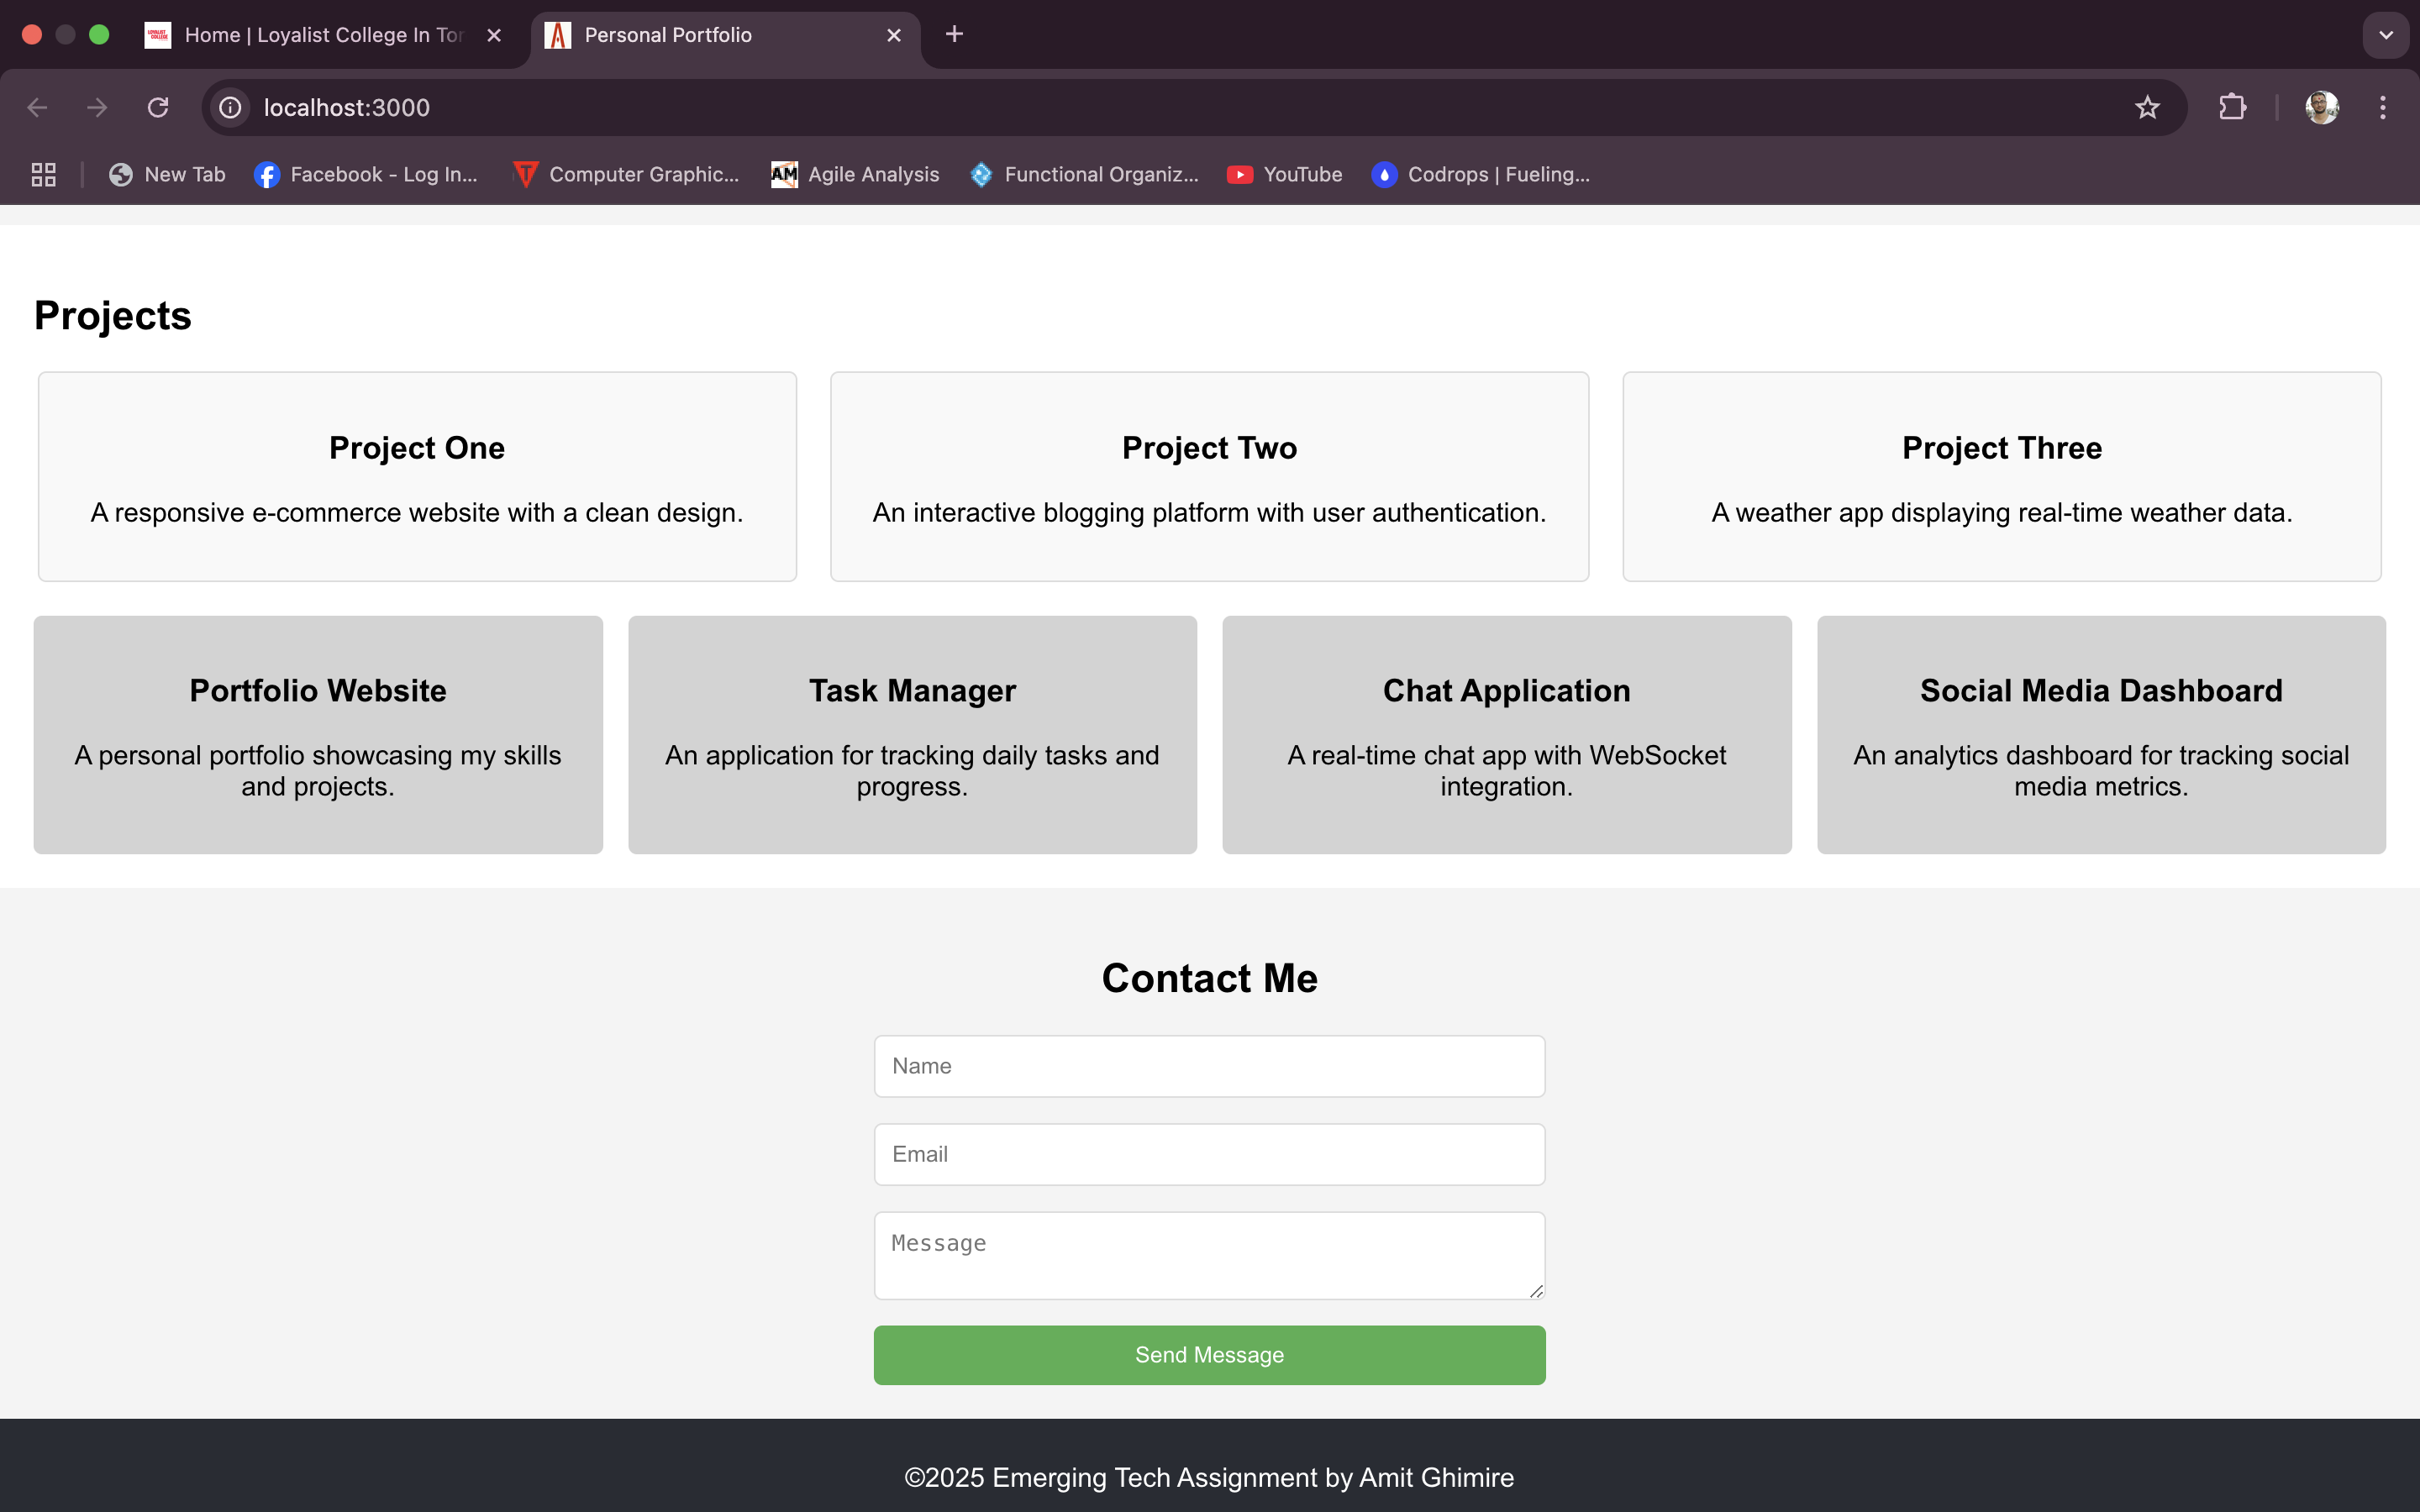 Home | Loyalist College In Tor
Personal Portfolio
localhost:3000
New Tab
Facebook - Log In...
T
Computer Graphic...
AM
Agile Analysis
Functional Organiz...
YouTube
Codrops | Fueling...
Projects
Project One
A responsive e-commerce website with a clean design.
Project Two
An interactive blogging platform with user authentication.
Project Three
A weather app displaying real-time weather data.
Portfolio Website
A personal portfolio showcasing my skills
and projects.
Task Manager
An application for tracking daily tasks and
progress.
Chat Application
A real-time chat app with WebSocket
integration.
Social Media Dashboard
An analytics dashboard for tracking social
media metrics.
Contact Me
Name
Email
Message
Send Message
©2025 Emerging Tech Assignment by Amit Ghimire